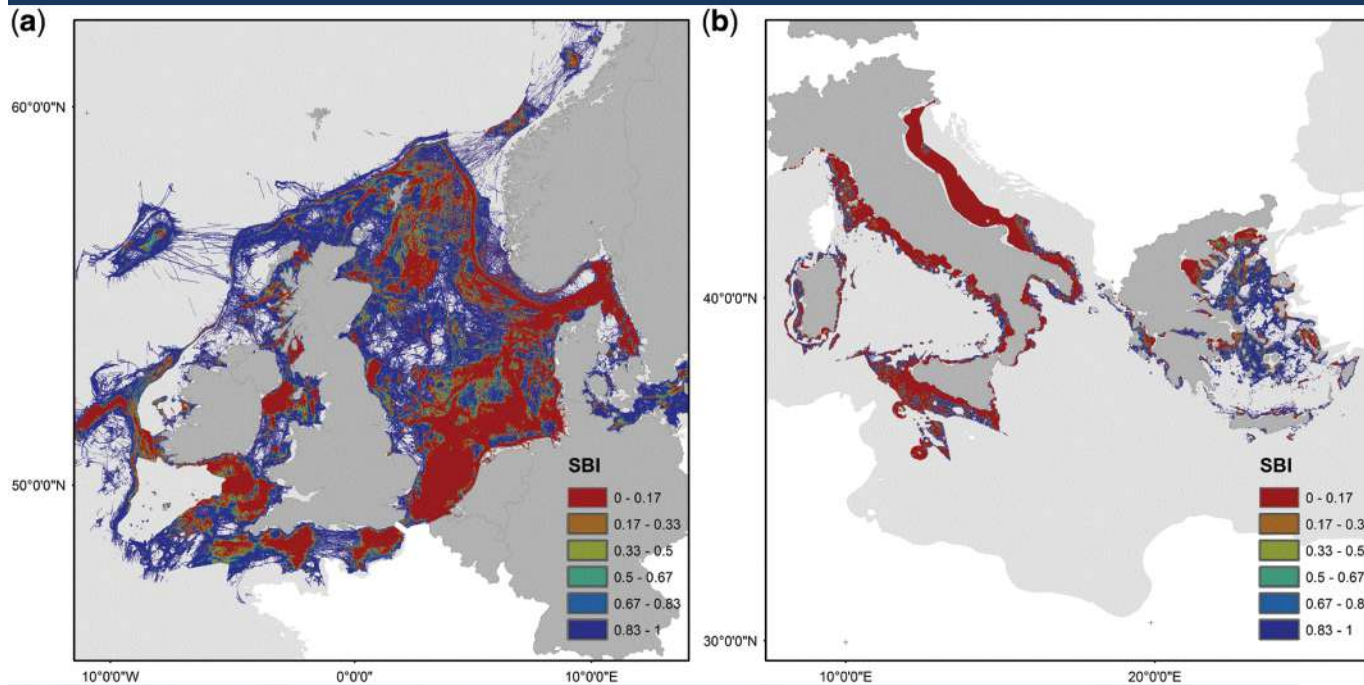 (a)
60°0'0"N
50°0'0"N
10°0'0"W
0°0'0"
10°0'0"E
SBI
0 - 0.17
0.17 - 0.33
0.33 - 0.5
0.5 - 0.67
0.67 - 0.83
0.83 - 1
(b)
40°0'0"N
30°0'0"N
10°0'0"E
20°0'0"E
SBI
0 - 0.17
0.17 - 0.3
0.33 - 0.5
0.5 - 0.67
0.67 - 0.8
0.83 - 1